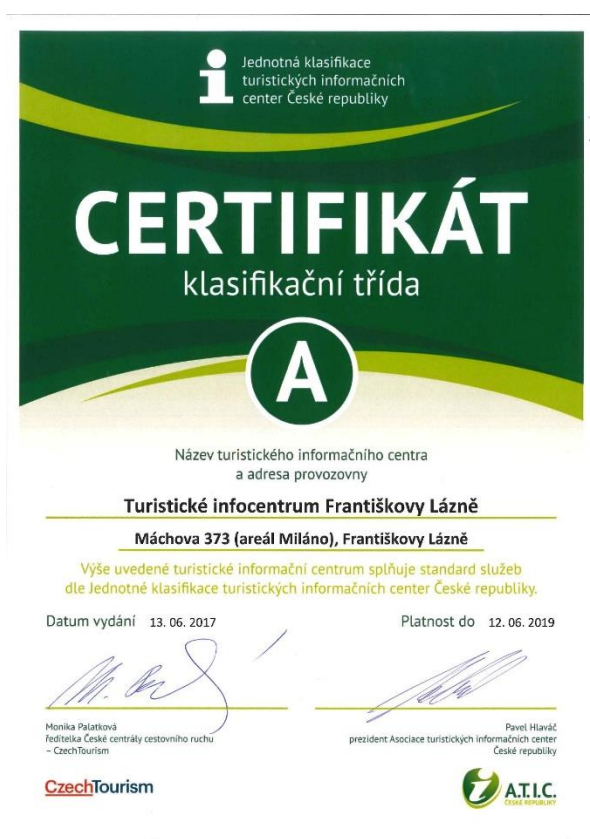 Jednotná klasifikace
turistických informačních
center České republiky
CERTIFIKÁT
klasifikační třída
A
Název turistického informačního centra
a adresa provozovny
Turistické infocentrum Františkovy Lázně
Máchova 373 (areál Miláno), Františkovy Lázně
Výše uvedené turistické informační centrum splňuje standard služeb
dle Jednotné klasifikace turistických informačních center České republiky.
Datum vydání 13. 06. 2017
Platnost do 12. 06. 2019
Monika Palatková
ředitelka České centrály cestovního ruchu
– CzechTourism
Pavel Hlaváč
prezident Asociace turistických informačních center
České republiky
CzechTourism
A.T.I.C.
ČESKÉ REPUBLIKY